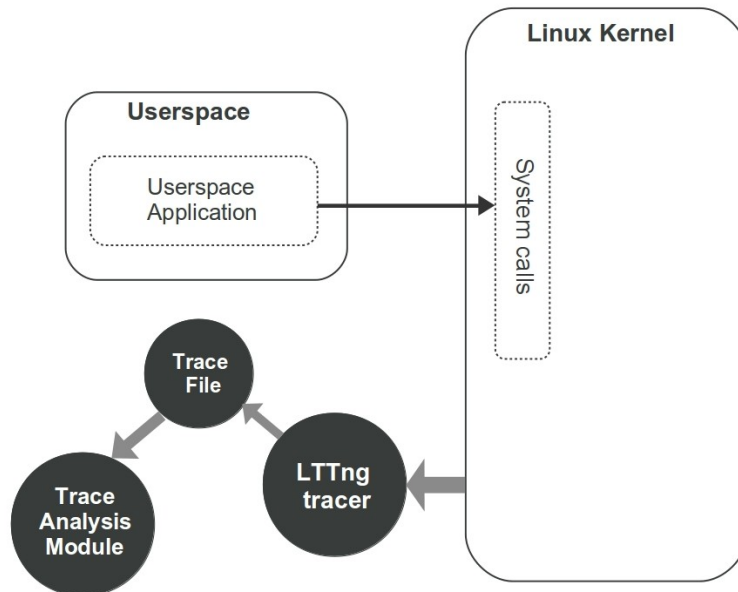 Linux Kernel
Userspace
Userspace
Application
System calls
Trace
File
LTTng
tracer
Trace
Analysis
Module